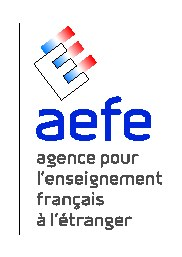 aefe
agence pour
l'enseignement
français
à l'étranger